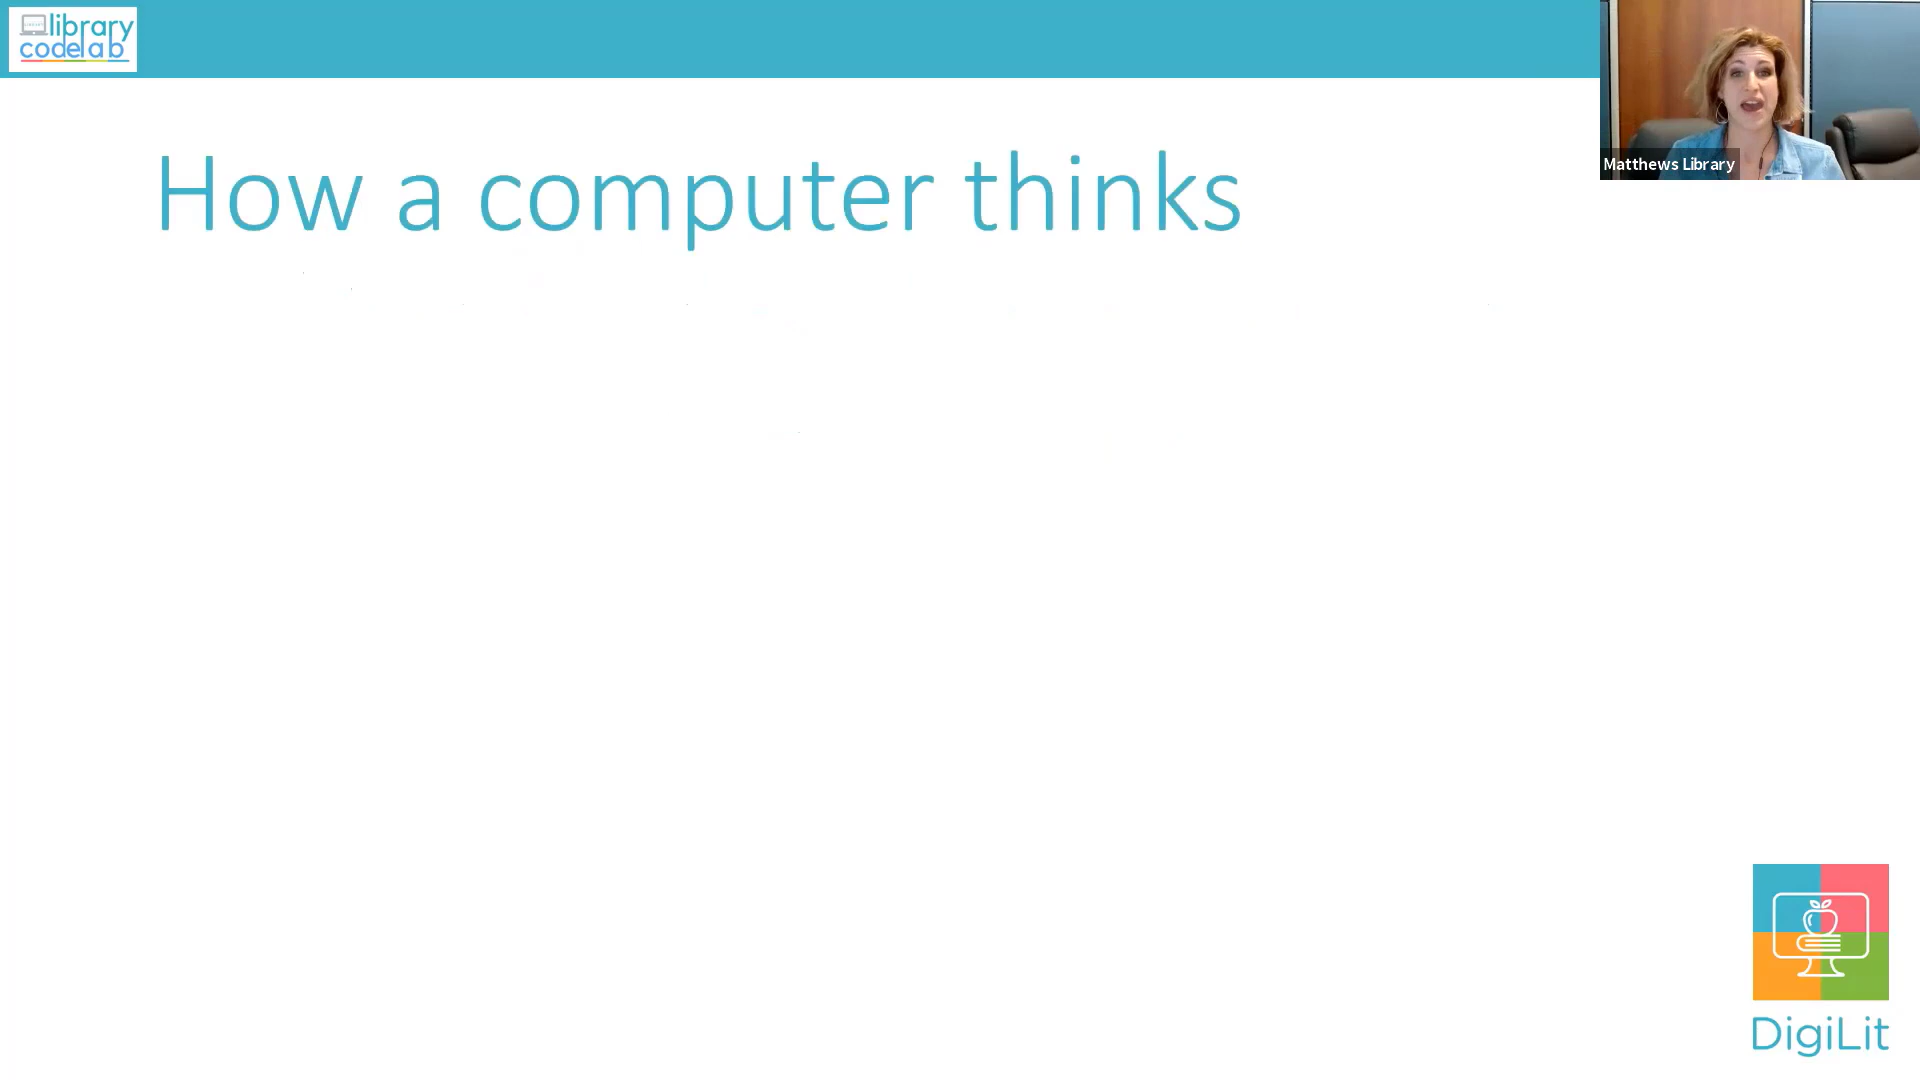 library
codelab
How a computer thinks
Matthews Library
DigiLit